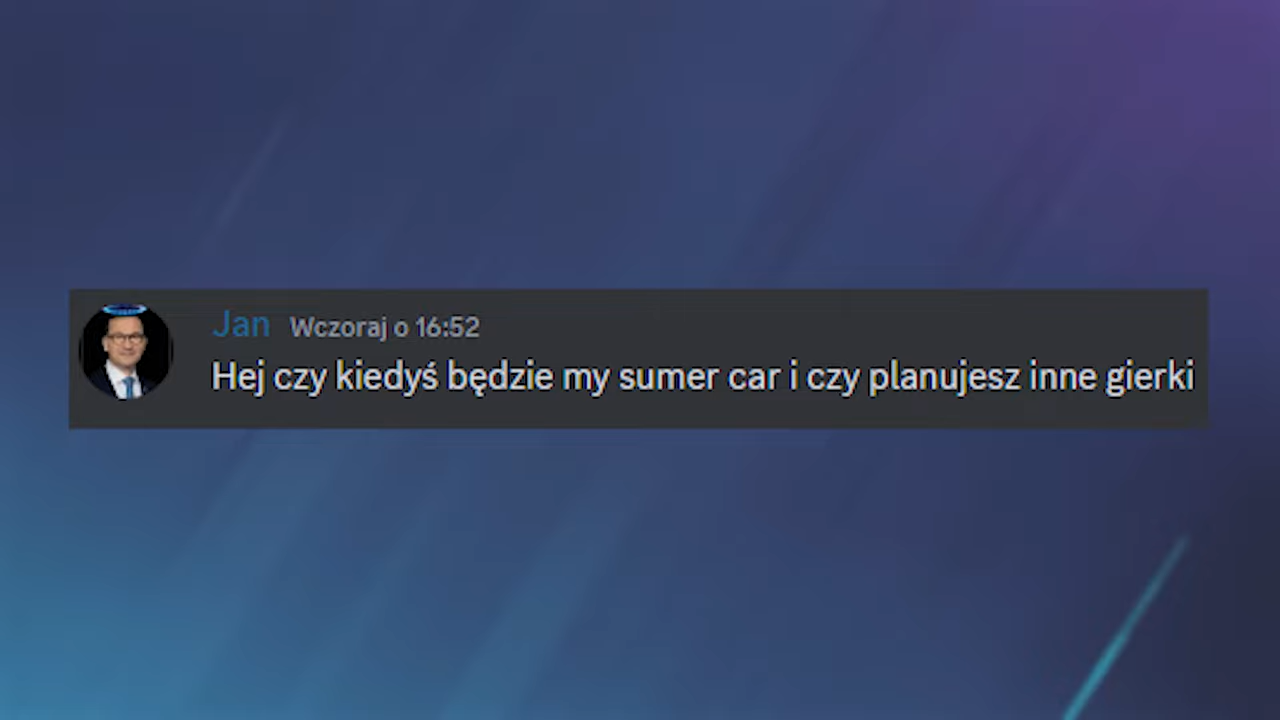 Jan Wczoraj o 16:52
Hej czy kiedyś będzie my sumer car i czy planujesz inne gierki